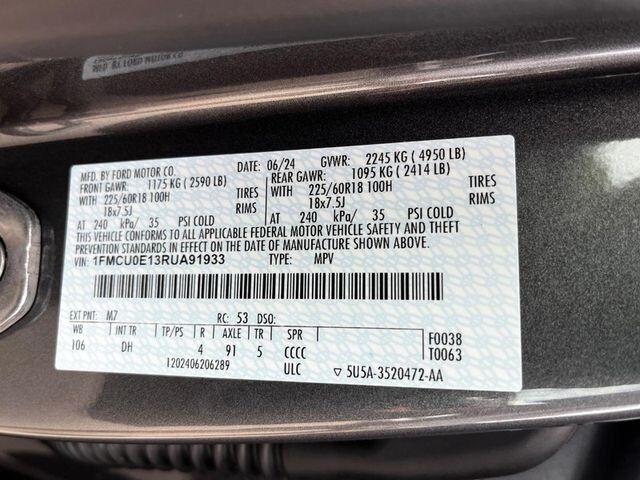 MFD. BY FORD MOTOR CO. 06/24 GVWR: 2245 KG ( 4950 LB)
FRONT GAWR: 1175 KG ( 2590 LB) REAR GAWR: 1095 KG ( 2414 LB)
WITH 225/60R18 100H TIRES WITH 225/60R18 100H TIRES
18x7.5J RIMS 18x7.5J RIMS
AT 240 kPa/ 35 PSI COLD AT 240 kPa/ 35 PSI COLD
THIS VEHICLE CONFORMS TO ALL APPLICABLE FEDERAL MOTOR VEHICLE SAFETY AND THEFT PREVENTION
STANDARDS IN EFFECT ON THE DATE OF MANUFACTURE SHOWN ABOVE.
VIN: 1FMCU0E13RUA91933 TYPE: MPV
EXT PNT: M7 RC: 53 DSO:
WB INT TR TP/PS R AXLE TR SPR F0038
106 DH 4 91 5 CCCC T0063
1202406206289 ULC ▽ 5U5A-3520472-AA